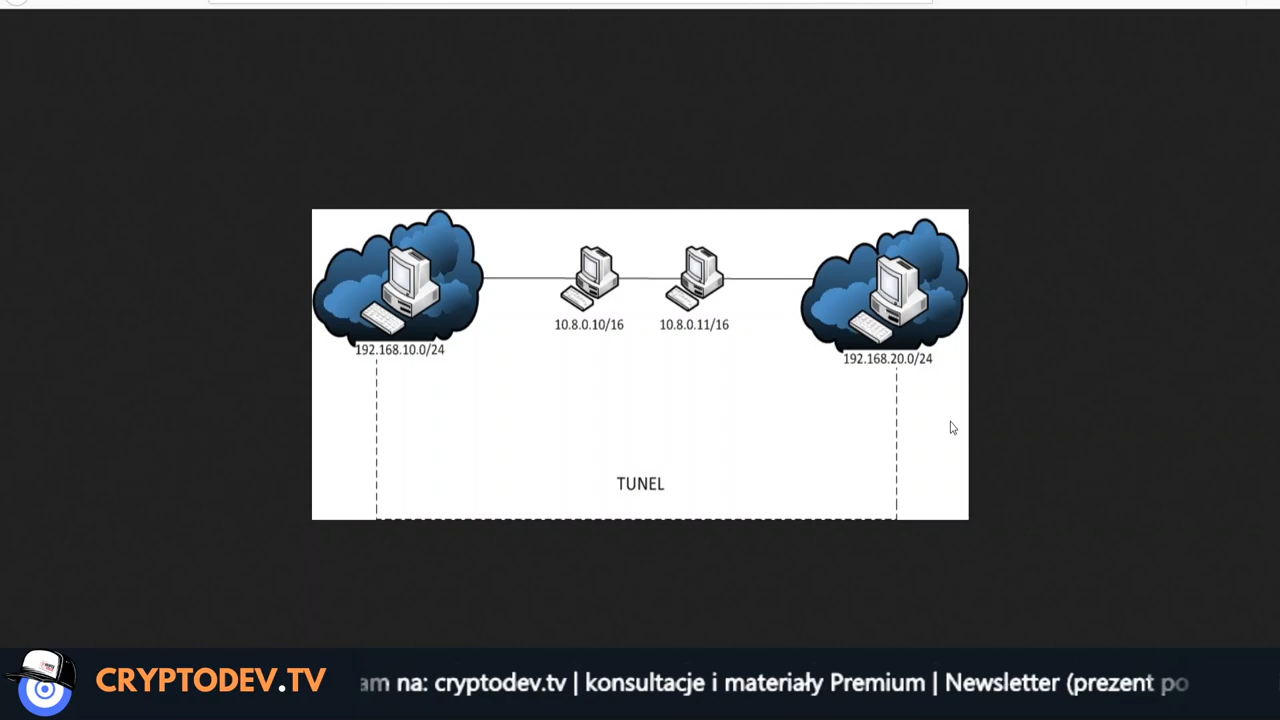 10.8.0.10/16 10.8.0.11/16
192.168.10.0/24
192.168.20.0/24
TUNEL
CRYPTODEV.TV
am na: cryptodev.tv | konsultacje i materiały Premium | Newsletter (prezent po